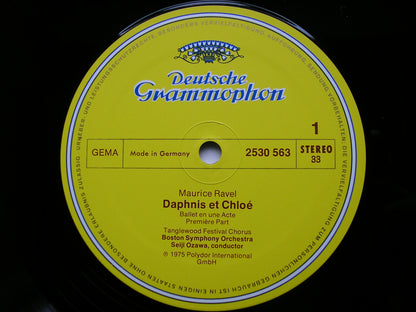 Deutsche
Grammophon
GEMA
Made in Germany
2530 563
1
STEREO
33
Maurice Ravel
Daphnis et Chloé
Ballet en une Acte
Première Part
Tanglewood Festival Chorus
Boston Symphony Orchestra
Seiji Ozawa, conductor
℗ 1975 Polydor International
GmbH